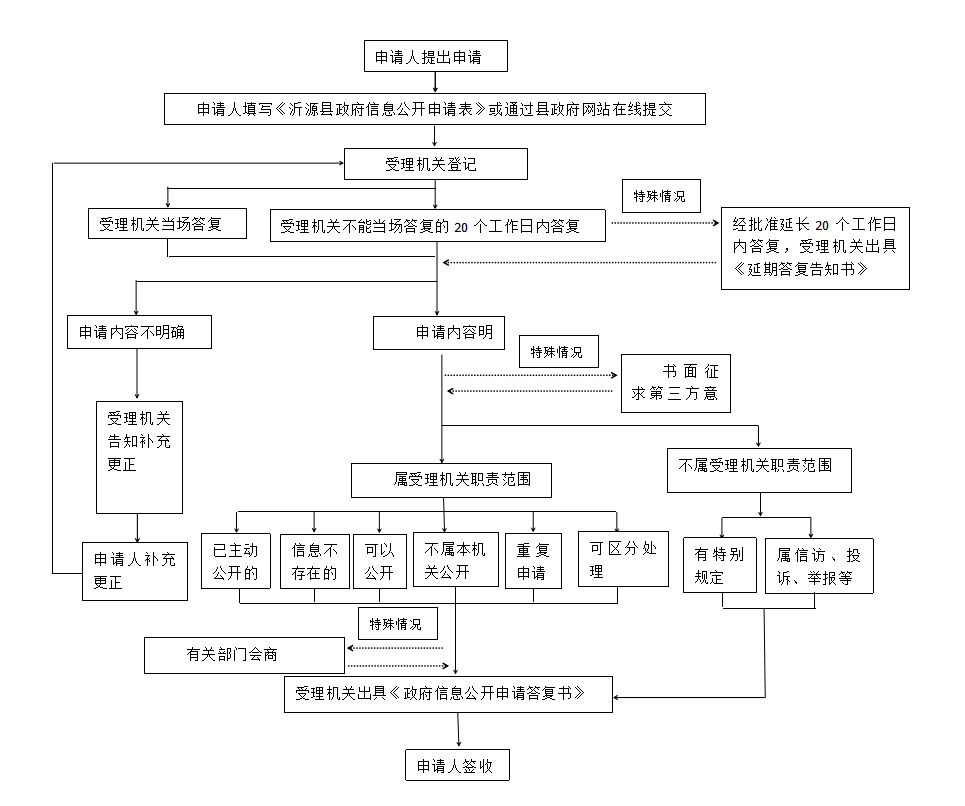 申请人提出申请
申请人填写《沂源县政府信息公开申请表》或通过县政府网站在线提交
受理机关登记
特殊情况
受理机关当场答复
受理机关不能当场答复的 20 个工作日内答复
经批准延长 20 个工作日
内答复，受理机关出具
《延期答复告知书》
申请内容不明确
申请内容明
特殊情况
书面征
求第三方意
受理机关
告知补充
更正
属受理机关职责范围
不属受理机关职责范围
申请人补充
更正
已主动
公开的
信息不
存在的
可以
公开
不属本机
关公开
重复
申请
可区分处
理
有特别
规定
属信访、投
诉、举报等
特殊情况
有关部门会商
受理机关出具《政府信息公开申请答复书》
申请人签收